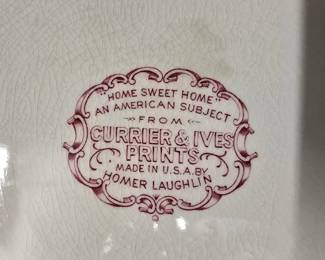 "HOME SWEET HOME"
AN AMERICAN SUBJECT
FROM
CURRIER & IVES
PRINTS
MADE IN U.S.A. BY
HOMER LAUGHLIN